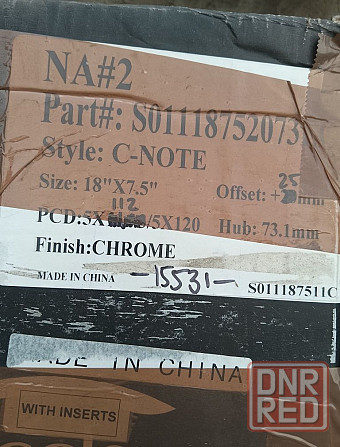 NA#2
Part#: S01118752073
Style: C-NOTE
Size: 18"X7.5" Offset: +25mm
112
PCD:5X /5X120 Hub: 73.1mm
Finish:CHROME
MADE IN CHINA -15531- S011187511C
MADE IN CHINA
WITH INSERTS
DNR
RED